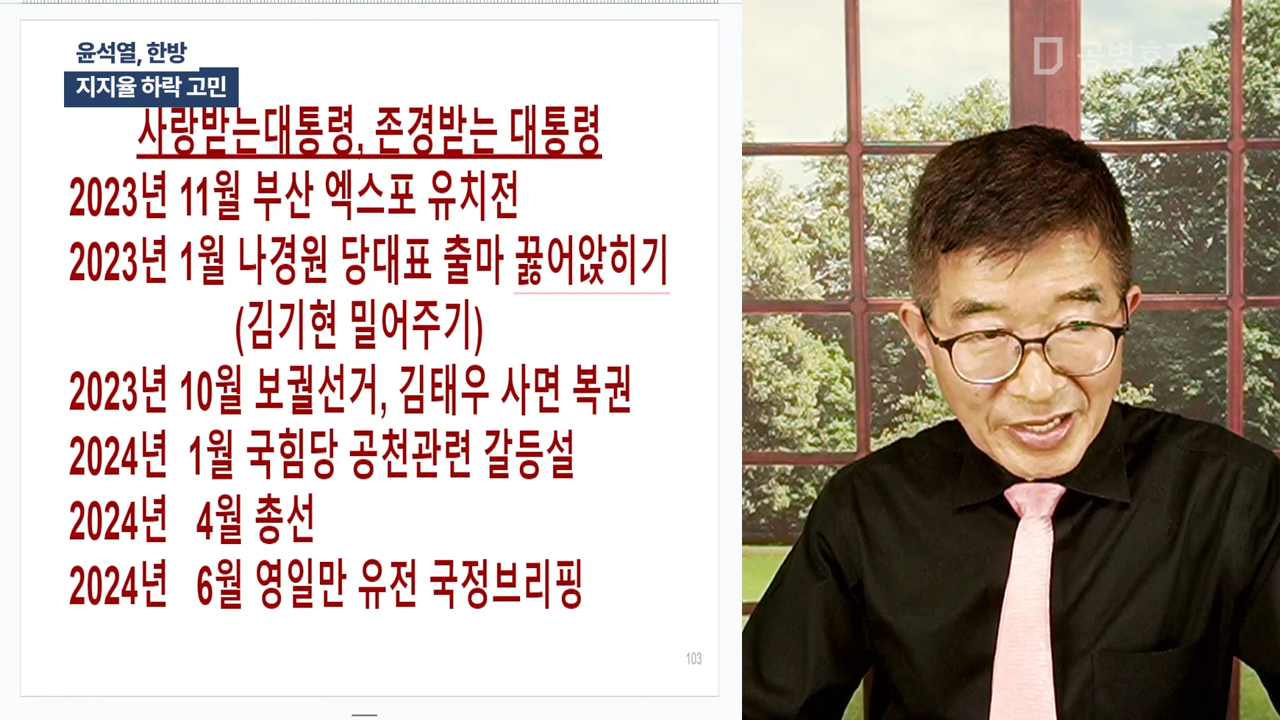 윤석열, 한방
지지율 하락 고민
사랑받는대통령, 존경받는 대통령
2023년 11월 부산 엑스포 유치전
2023년 1월 나경원 당대표 출마 끓어앉히기
(김기현 밀어주기)
2023년 10월 보궐선거, 김태우 사면 복권
2024년 1월 국힘당 공천관련 갈등설
2024년 4월 총선
2024년 6월 영일만 유전 국정브리핑
103
공병호